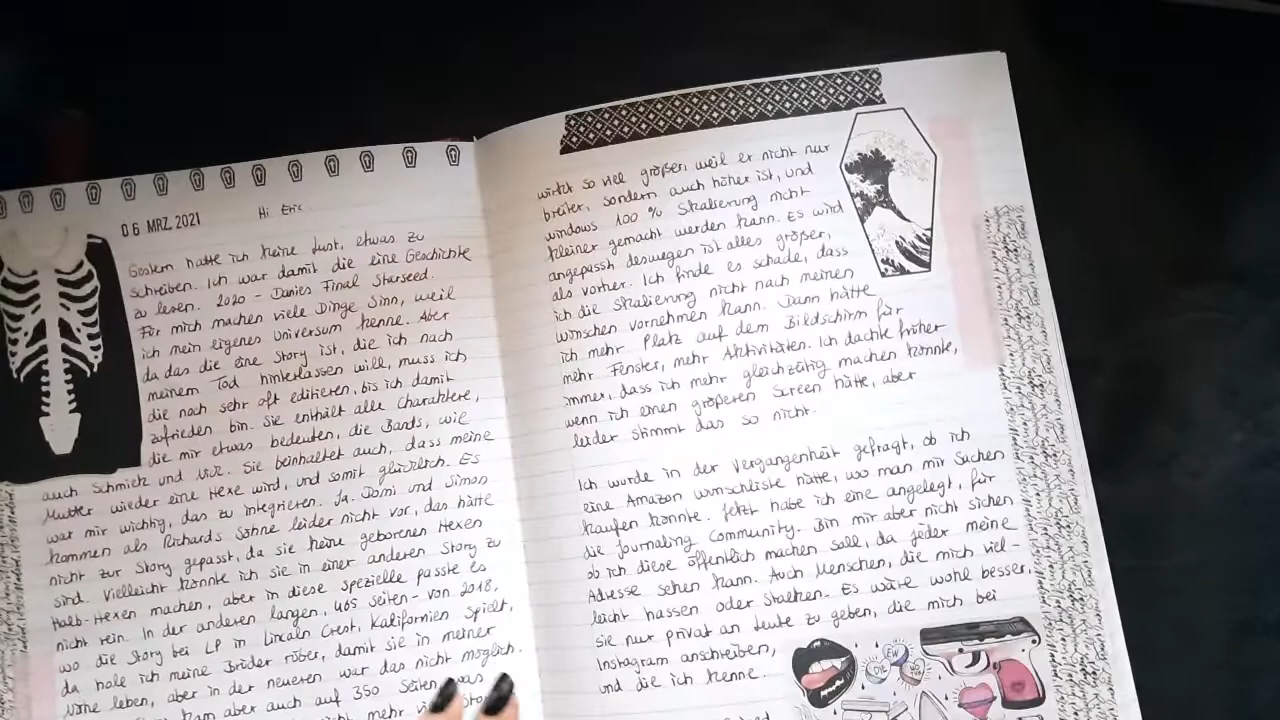 06 MRZ. 2021
Hi Eric.
Gestern hatte ich keine Lust, etwas zu
schreiben. Ich war damit die eine Geschichte
zu lesen. 2020 - Danies Final Starseed.
Für mich machen viele Dinge Sinn, weil
ich mein eigenes Universum kenne. Aber
da das die eine Story ist, die ich nach
meinem Tod hinterlassen will, muss ich
die noch sehr oft editieren, bis ich damit
zufrieden bin. Sie enthält alle Charaktere,
die mir etwas bedeuten, die Bands, wie
auch Schmietz und Vize. Sie beinhaltet auch, dass meine
Mutter wieder eine Hexe wird, und somit glücklich. Es
war mir wichtig, das zu integrieren. Ja. Domi und Simon
kommen als Richards Söhne leider nicht vor, das hätte
nicht zur Story gepasst, da sie keine geborenen Hexen
sind. Vielleicht könnte ich sie in einer anderen Story zu
Halb-Hexen machen, aber in diese spezielle passte es
nicht rein. In der anderen langen, 465 Seiten - von 2018,
wo die Story bei LP in Lincoln Crest, Kalifornien spielt,
da hole ich meine Brüder rüber, damit sie in meiner
Nähe leben, aber in der neueren war das nicht möglich.
kam aber auch auf 350 Seiten, was
nicht mehr
wirkt so viel größer, weil er nicht nur
breiter, sondern auch höher ist, und
windows 100 % Skalierung nicht
kleiner gemacht werden kann. Es wird
angepasst, deswegen ist alles größer,
als vorher. Ich finde es schade, dass
ich die Skalierung nicht nach meinen
Wünschen vornehmen kann. Dann hätte
ich mehr Platz auf dem Bildschirm für
mehr Fenster, mehr Aktivitäten. Ich dachte früher
immer, dass ich mehr gleichzeitig machen könnte,
wenn ich einen größeren Screen hätte, aber
leider stimmt das so nicht.
Ich wurde in der Vergangenheit gefragt, ob ich
eine Amazon Wunschliste hätte, wo man mir Sachen
kaufen könnte. Jetzt habe ich eine angelegt, für
die Journaling Community. Bin mir aber nicht sicher,
ob ich diese öffentlich machen soll, da jeder meine
Adresse sehen kann. Auch Menschen, die mich viel-
leicht hassen oder stalken. Es wäre wohl besser,
sie nur privat an Leute zu geben, die mich bei
Instagram anschreiben,
und die ich kenne.
EW
DIE